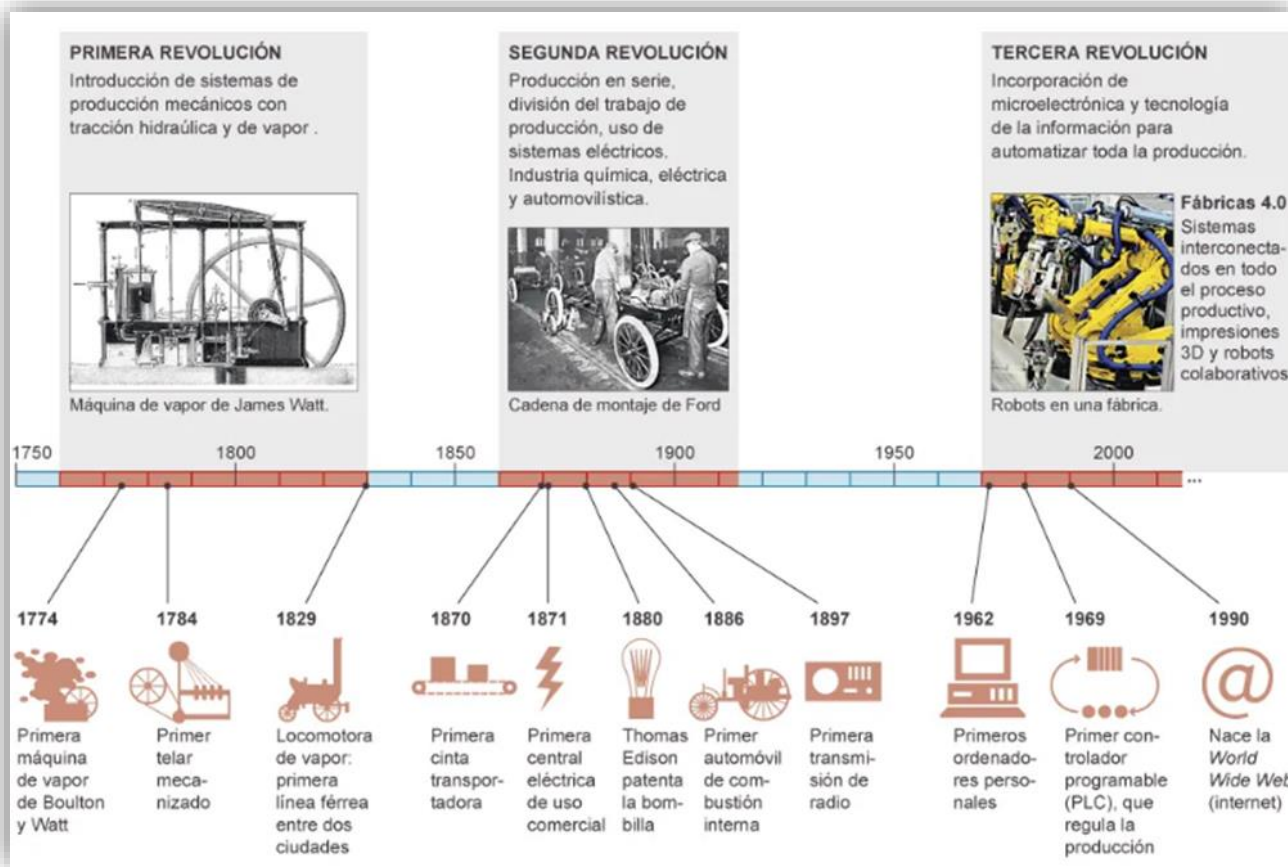 PRIMERA REVOLUCIÓN
Introducción de sistemas de
producción mecánicos con
tracción hidraúlica y de vapor .
Máquina de vapor de James Watt.
SEGUNDA REVOLUCIÓN
Producción en serie,
división del trabajo de
producción, uso de
sistemas eléctricos.
Industria química, eléctrica
y automovilística.
Cadena de montaje de Ford
TERCERA REVOLUCIÓN
Incorporación de
microelectrónica y tecnología
de la información para
automatizar toda la producción.
Fábricas 4.0
Sistemas
interconecta-
dos en todo
el proceso
productivo,
impresiones
3D y robots
colaborativos
Robots en una fábrica.
1750 1800 1850 1900 1950 2000
...
1774
Primera
máquina
de vapor
de Boulton
y Watt
1784
Primer
telar
meca-
nizado
1829
Locomotora
de vapor:
primera
línea férrea
entre dos
ciudades
1870
Primera
cinta
transpor-
tadora
1871
Primera
central
eléctrica
de uso
comercial
1880
Thomas
Edison
patenta
la bom-
billa
1886
Primer
automóvil
de com-
bustión
interna
1897
Primera
transmi-
sión de
radio
1962
Primeros
ordenado-
res perso-
nales
1969
Primer con-
trolador
programable
(PLC), que
regula la
producción
1990
@
Nace la
World
Wide Web
(internet)